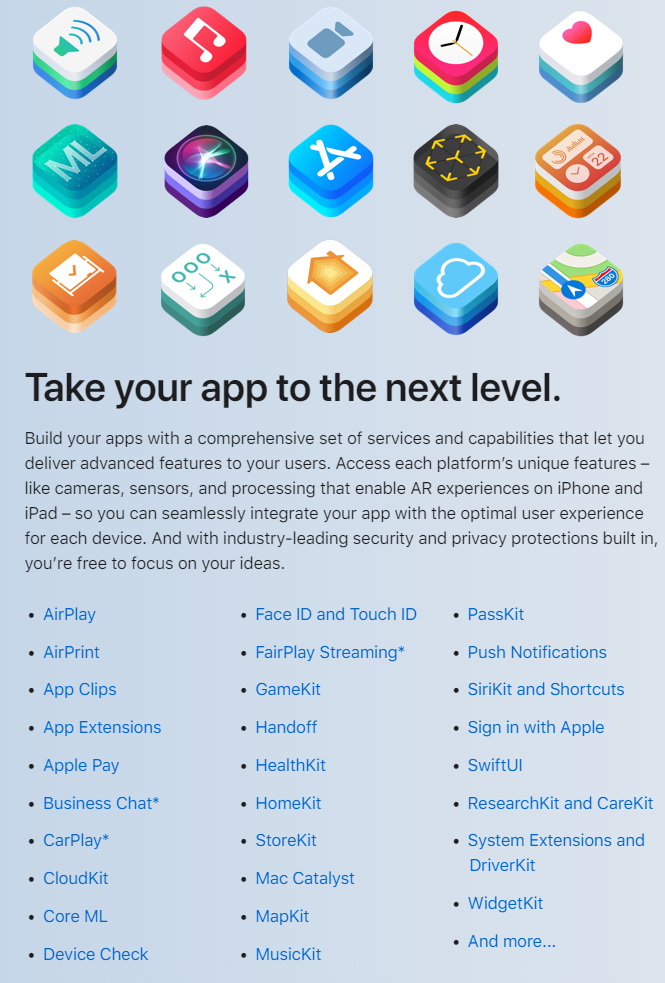 ML
22
X
280
Take your app to the next level.
Build your apps with a comprehensive set of services and capabilities that let you
deliver advanced features to your users. Access each platform’s unique features –
like cameras, sensors, and processing that enable AR experiences on iPhone and
iPad – so you can seamlessly integrate your app with the optimal user experience
for each device. And with industry-leading security and privacy protections built in,
you’re free to focus on your ideas.
• AirPlay
• AirPrint
• App Clips
• App Extensions
• Apple Pay
• Business Chat*
• CarPlay*
• CloudKit
• Core ML
• Device Check
• Face ID and Touch ID
• FairPlay Streaming*
• GameKit
• Handoff
• HealthKit
• HomeKit
• StoreKit
• Mac Catalyst
• MapKit
• MusicKit
• PassKit
• Push Notifications
• SiriKit and Shortcuts
• Sign in with Apple
• SwiftUI
• ResearchKit and CareKit
• System Extensions and
DriverKit
• WidgetKit
• And more...